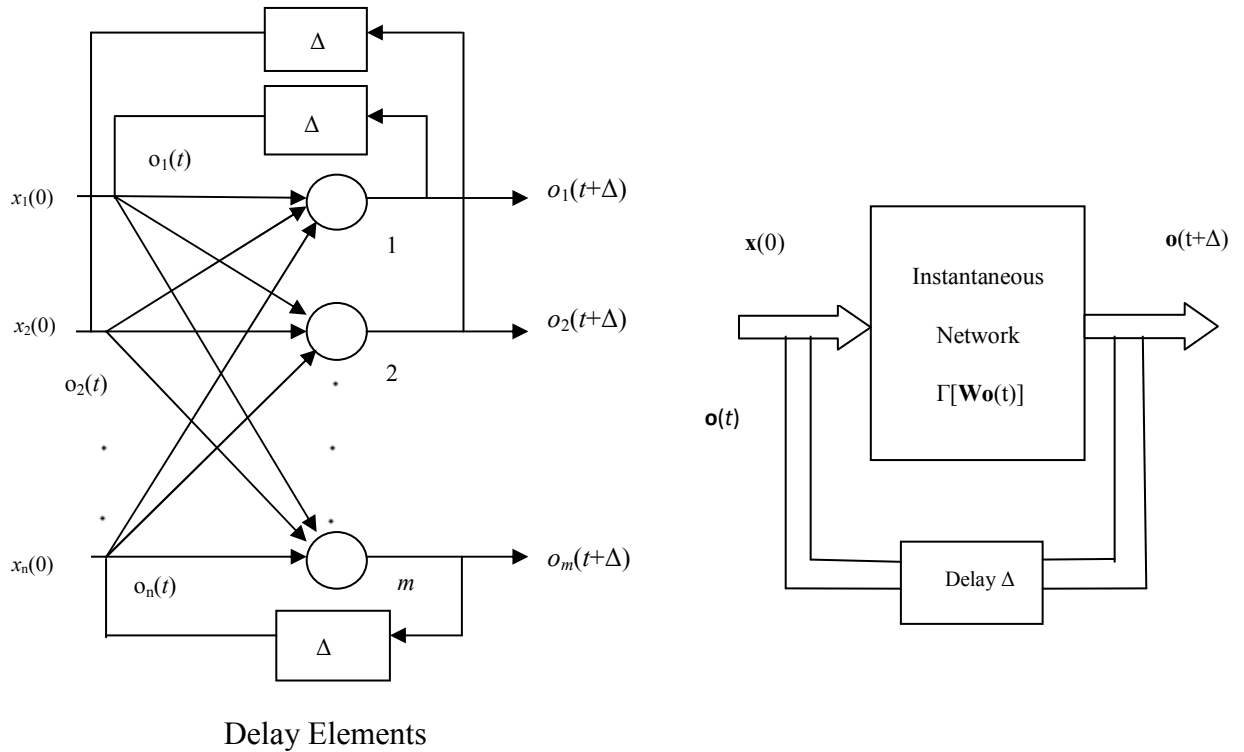 Δ
Δ
o₁(t)
x₁(0)
o₁(t+Δ)
1
x₂(0)
o₂(t+Δ)
o₂(t)
2
xₙ(0)
oₘ(t+Δ)
oₙ(t)
m
Δ
Delay Elements
x(0)
o(t+Δ)
Instantaneous
Network
Γ[Wo(t)]
o(t)
Delay Δ